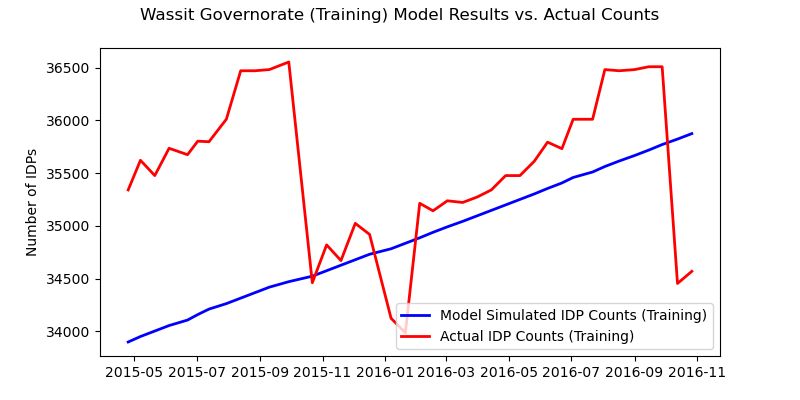 Wassit Governorate (Training) Model Results vs. Actual Counts
Number of IDPs
36500
36000
35500
35000
34500
34000
Model Simulated IDP Counts (Training)
Actual IDP Counts (Training)
2015-05 2015-07 2015-09 2015-11 2016-01 2016-03 2016-05 2016-07 2016-09 2016-11